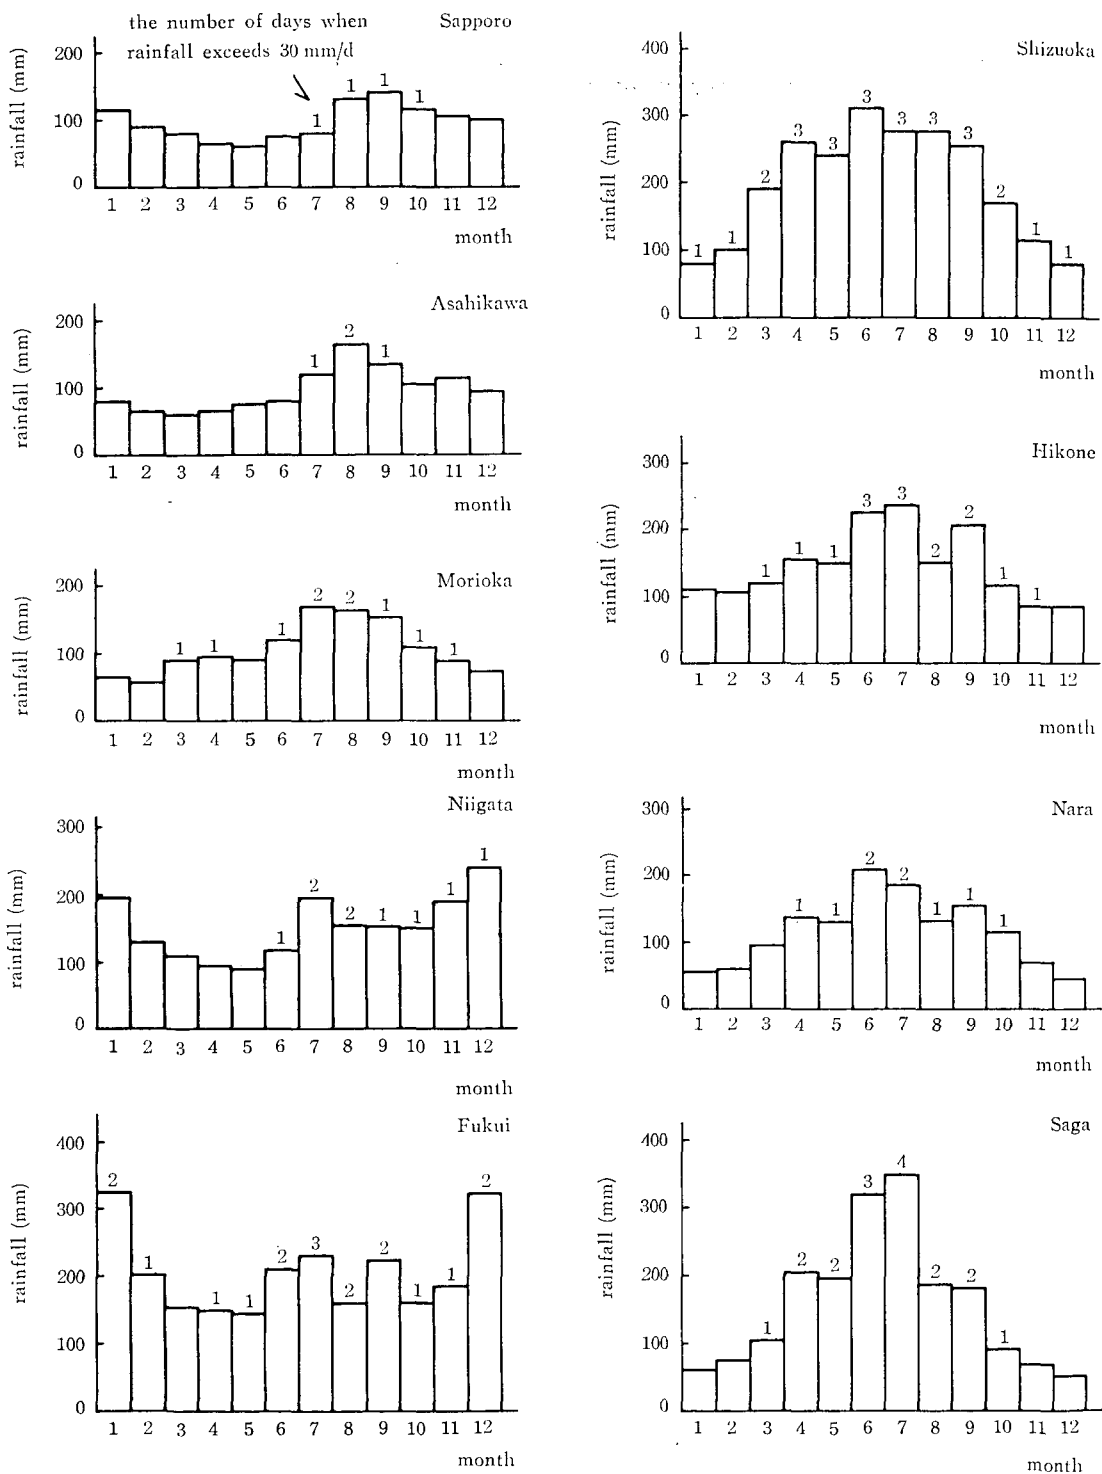 the number of days when
rainfall exceeds 30 mm/d
Sapporo
rainfall (mm)
200
100
0
1 1 1 1
1 2 3 4 5 6 7 8 9 10 11 12
month
Asahikawa
rainfall (mm)
200
100
0
1 2 1
1 2 3 4 5 6 7 8 9 10 11 12
month
Morioka
rainfall (mm)
200
100
0
1 1 1 2 2 1 1 1
1 2 3 4 5 6 7 8 9 10 11 12
month
Niigata
rainfall (mm)
300
200
100
0
1 2 2 1 1 1 1
1 2 3 4 5 6 7 8 9 10 11 12
month
Fukui
rainfall (mm)
400
300
200
100
0
2 1 1 1 2 3 2 2 1 1 2
1 2 3 4 5 6 7 8 9 10 11 12
month
Shizuoka
rainfall (mm)
400
300
200
100
0
1 1 2 3 3 3 3 3 3 2 1 1
1 2 3 4 5 6 7 8 9 10 11 12
month
Hikone
rainfall (mm)
300
200
100
0
1 1 1 3 3 2 2 1 1
1 2 3 4 5 6 7 8 9 10 11 12
month
Nara
rainfall (mm)
300
200
100
0
1 1 2 2 1 1 1
1 2 3 4 5 6 7 8 9 10 11 12
month
Saga
rainfall (mm)
400
300
200
100
0
1 2 2 3 4 2 2 1
1 2 3 4 5 6 7 8 9 10 11 12
month